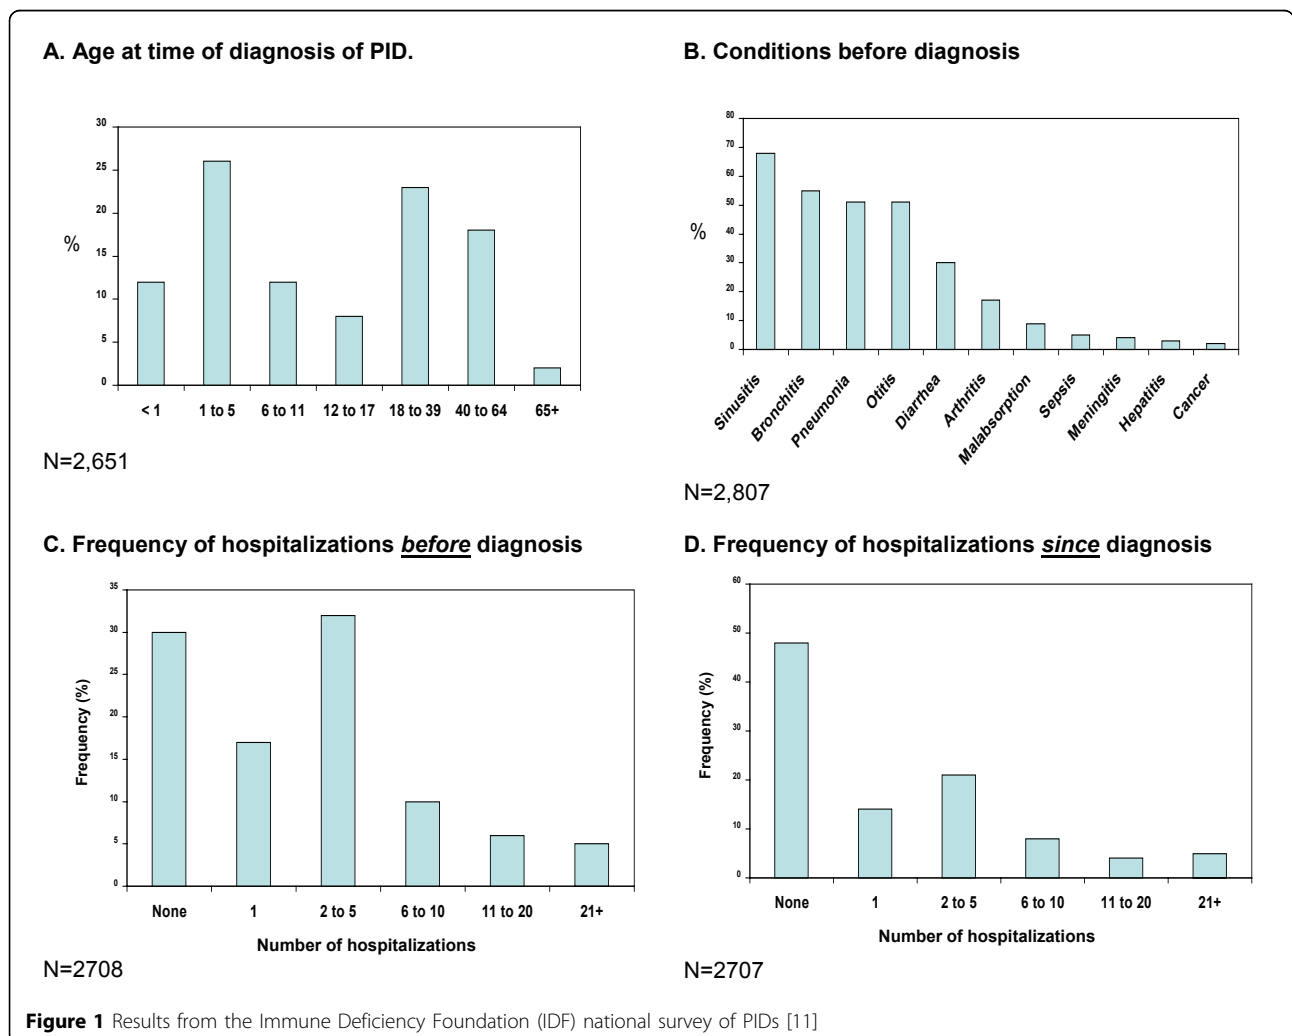 A. Age at time of diagnosis of PID.
30
25
20
15
10
5
0
%
< 1 1 to 5 6 to 11 12 to 17 18 to 39 40 to 64 65+
N=2,651
B. Conditions before diagnosis
80
70
60
50
40
30
20
10
0
%
Sinusitis Bronchitis Pneumonia Otitis Diarrhea Arthritis Malabsorption Sepsis Meningitis Hepatitis Cancer
N=2,807
C. Frequency of hospitalizations before diagnosis
35
30
25
20
15
10
5
0
Frequency (%)
None 1 2 to 5 6 to 10 11 to 20 21+
Number of hospitalizations
N=2708
D. Frequency of hospitalizations since diagnosis
60
50
40
30
20
10
0
Frequency (%)
None 1 2 to 5 6 to 10 11 to 20 21+
Number of hospitalizations
N=2707
Figure 1 Results from the Immune Deficiency Foundation (IDF) national survey of PIDs [11]